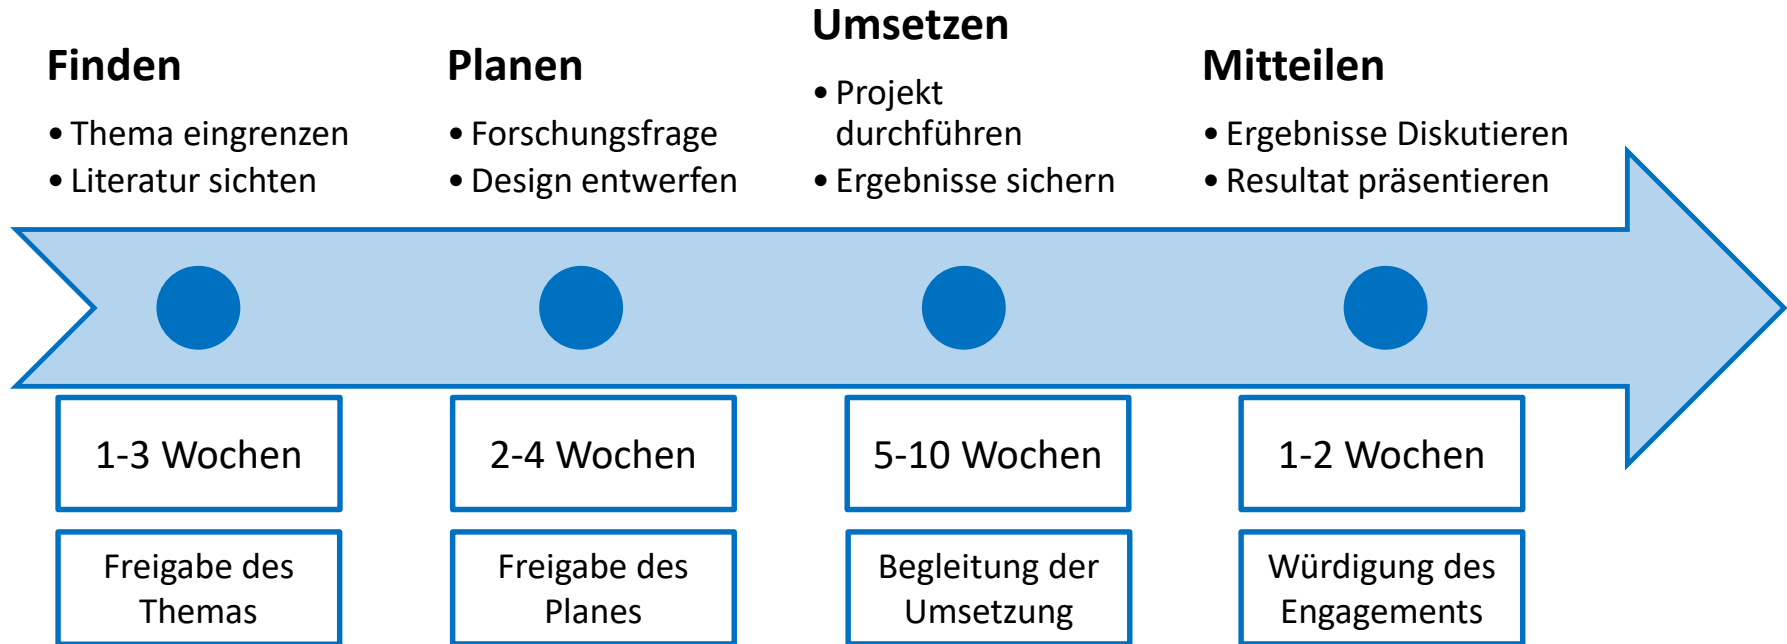 Finden
• Thema eingrenzen
• Literatur sichten
Planen
• Forschungsfrage
• Design entwerfen
Umsetzen
• Projekt
durchführen
• Ergebnisse sichern
Mitteilen
• Ergebnisse Diskutieren
• Resultat präsentieren
1-3 Wochen
2-4 Wochen
5-10 Wochen
1-2 Wochen
Freigabe des
Themas
Freigabe des
Planes
Begleitung der
Umsetzung
Würdigung des
Engagements